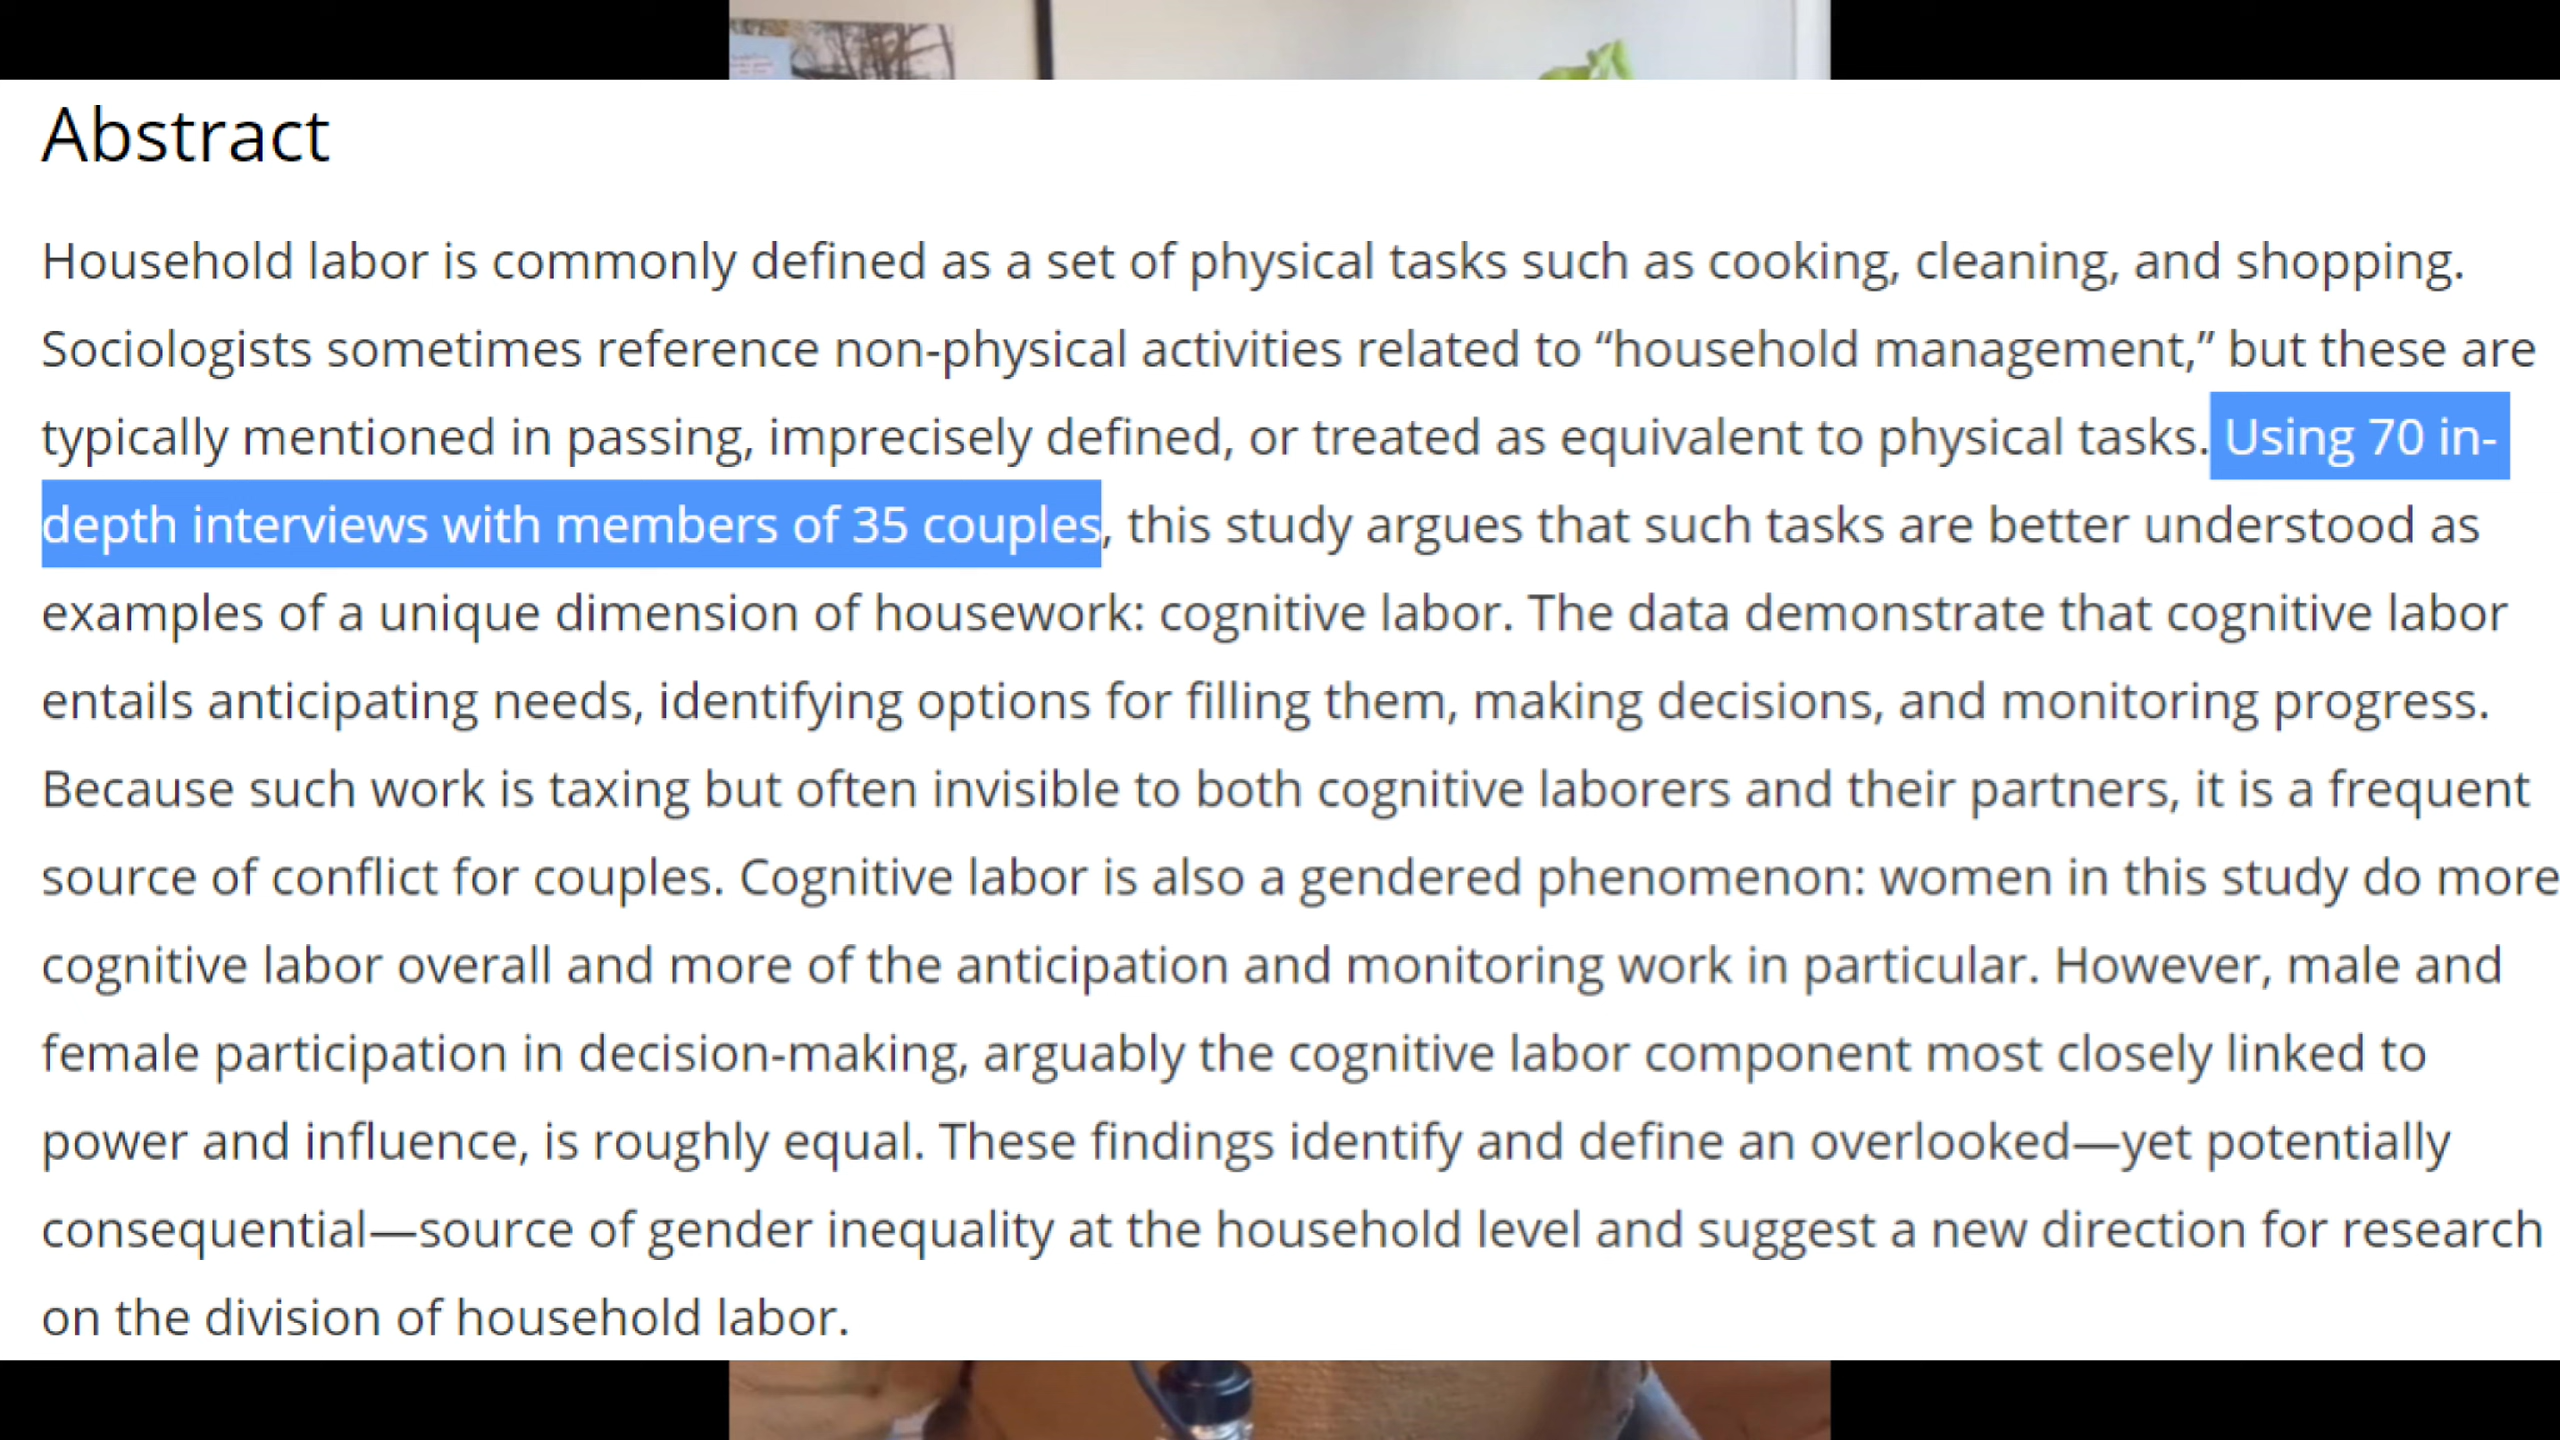 Abstract
Household labor is commonly defined as a set of physical tasks such as cooking, cleaning, and shopping.
Sociologists sometimes reference non-physical activities related to “household management,” but these are
typically mentioned in passing, imprecisely defined, or treated as equivalent to physical tasks. Using 70 in-
depth interviews with members of 35 couples, this study argues that such tasks are better understood as
examples of a unique dimension of housework: cognitive labor. The data demonstrate that cognitive labor
entails anticipating needs, identifying options for filling them, making decisions, and monitoring progress.
Because such work is taxing but often invisible to both cognitive laborers and their partners, it is a frequent
source of conflict for couples. Cognitive labor is also a gendered phenomenon: women in this study do more
cognitive labor overall and more of the anticipation and monitoring work in particular. However, male and
female participation in decision-making, arguably the cognitive labor component most closely linked to
power and influence, is roughly equal. These findings identify and define an overlooked—yet potentially
consequential—source of gender inequality at the household level and suggest a new direction for research
on the division of household labor.